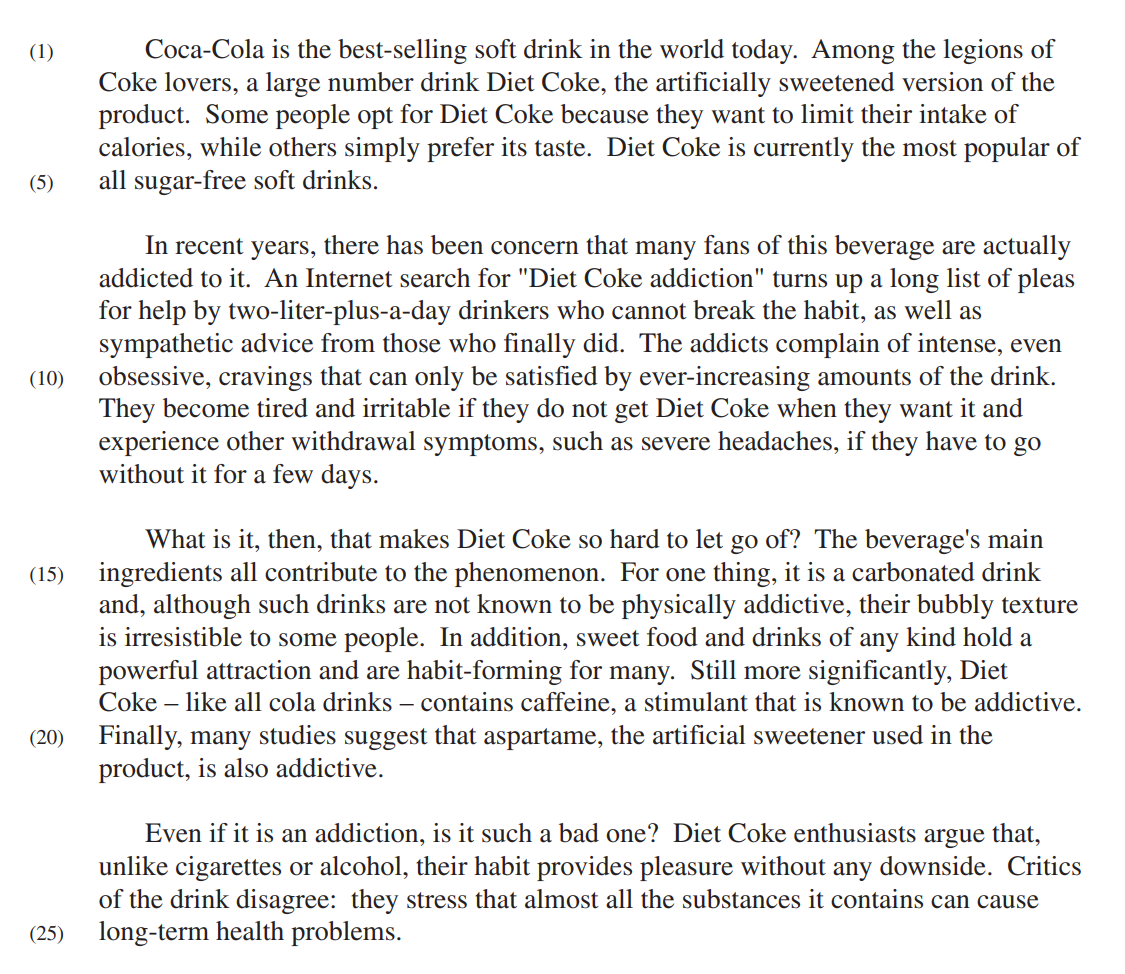 (1) Coca-Cola is the best-selling soft drink in the world today. Among the legions of
Coke lovers, a large number drink Diet Coke, the artificially sweetened version of the
product. Some people opt for Diet Coke because they want to limit their intake of
calories, while others simply prefer its taste. Diet Coke is currently the most popular of
(5) all sugar-free soft drinks.
In recent years, there has been concern that many fans of this beverage are actually
addicted to it. An Internet search for "Diet Coke addiction" turns up a long list of pleas
for help by two-liter-plus-a-day drinkers who cannot break the habit, as well as
sympathetic advice from those who finally did. The addicts complain of intense, even
(10) obsessive, cravings that can only be satisfied by ever-increasing amounts of the drink.
They become tired and irritable if they do not get Diet Coke when they want it and
experience other withdrawal symptoms, such as severe headaches, if they have to go
without it for a few days.
What is it, then, that makes Diet Coke so hard to let go of? The beverage's main
(15) ingredients all contribute to the phenomenon. For one thing, it is a carbonated drink
and, although such drinks are not known to be physically addictive, their bubbly texture
is irresistible to some people. In addition, sweet food and drinks of any kind hold a
powerful attraction and are habit-forming for many. Still more significantly, Diet
Coke – like all cola drinks – contains caffeine, a stimulant that is known to be addictive.
(20) Finally, many studies suggest that aspartame, the artificial sweetener used in the
product, is also addictive.
Even if it is an addiction, is it such a bad one? Diet Coke enthusiasts argue that,
unlike cigarettes or alcohol, their habit provides pleasure without any downside. Critics
of the drink disagree: they stress that almost all the substances it contains can cause
(25) long-term health problems.